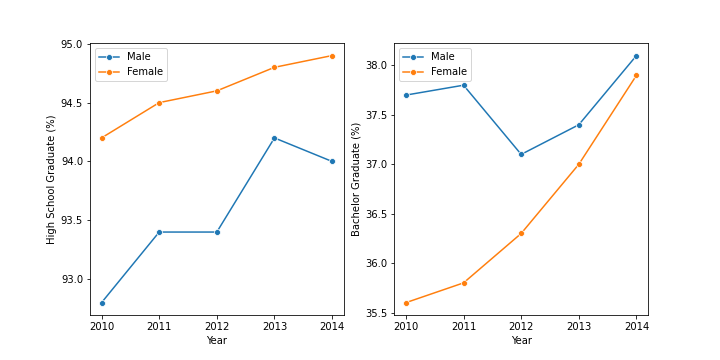 95.0
94.5
94.0
93.5
93.0
High School Graduate (%)
Male
Female
2010 2011 2012 2013 2014
Year
38.0
37.5
37.0
36.5
36.0
35.5
Bachelor Graduate (%)
Male
Female
2010 2011 2012 2013 2014
Year